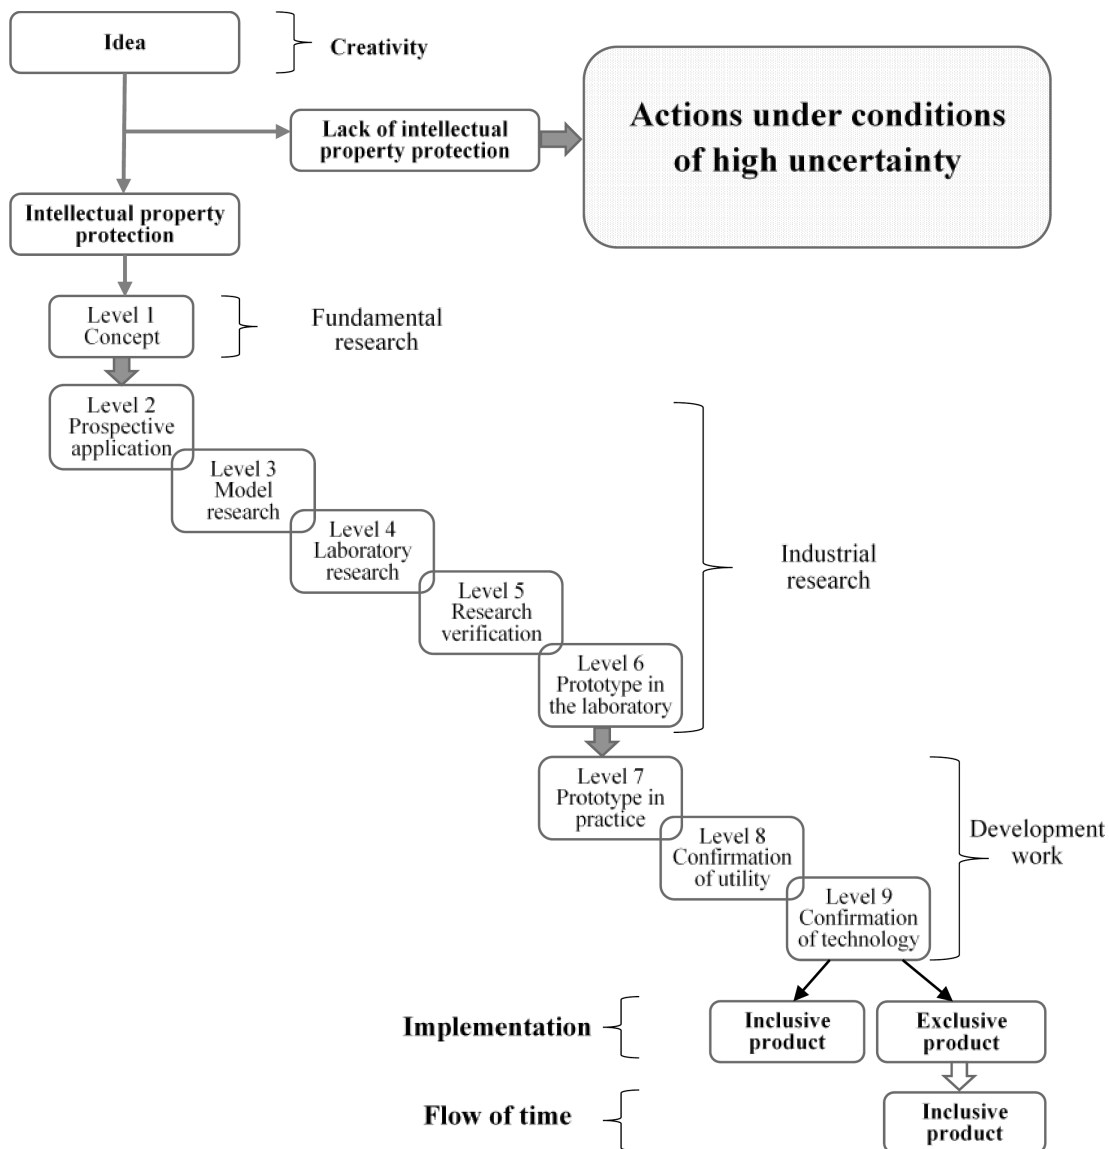 Idea
Creativity
Lack of intellectual
property protection
Actions under conditions
of high uncertainty
Intellectual property
protection
Level 1
Concept
Fundamental
research
Level 2
Prospective
application
Level 3
Model
research
Level 4
Laboratory
research
Level 5
Research
verification
Industrial
research
Level 6
Prototype in
the laboratory
Level 7
Prototype in
practice
Level 8
Confirmation
of utility
Development
work
Level 9
Confirmation
of technology
Implementation
Inclusive
product
Exclusive
product
Flow of time
Inclusive
product